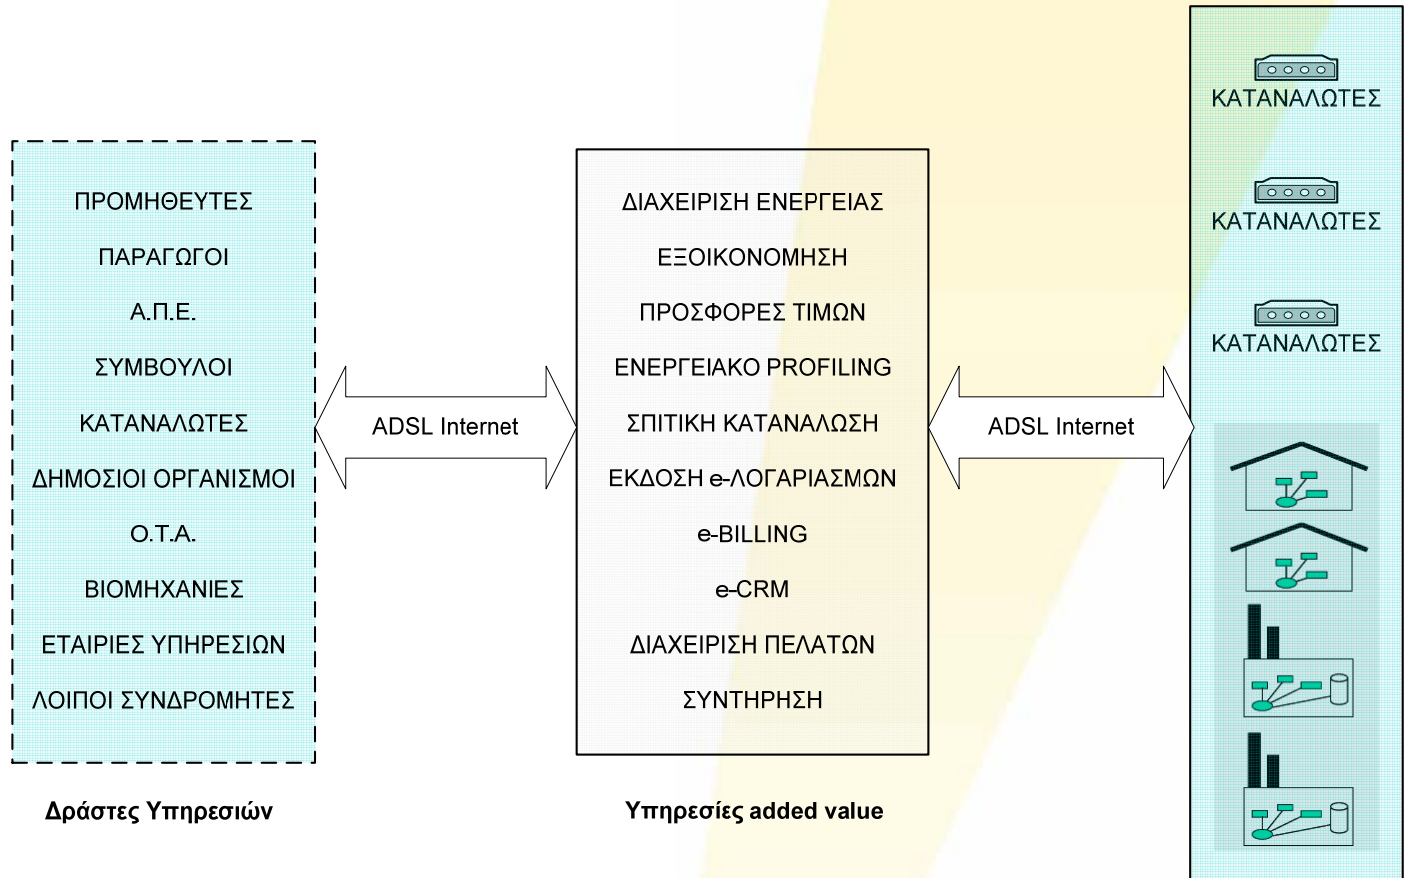 ΠΡΟΜΗΘΕΥΤΕΣ
ΠΑΡΑΓΩΓΟΙ
Α.Π.Ε.
ΣΥΜΒΟΥΛΟΙ
ΚΑΤΑΝΑΛΩΤΕΣ
ΔΗΜΟΣΙΟΙ ΟΡΓΑΝΙΣΜΟΙ
Ο.Τ.Α.
ΒΙΟΜΗΧΑΝΙΕΣ
ΕΤΑΙΡΙΕΣ ΥΠΗΡΕΣΙΩΝ
ΛΟΙΠΟΙ ΣΥΝΔΡΟΜΗΤΕΣ
Δράστες Υπηρεσιών
ADSL Internet
ΔΙΑΧΕΙΡΙΣΗ ΕΝΕΡΓΕΙΑΣ
ΕΞΟΙΚΟΝΟΜΗΣΗ
ΠΡΟΣΦΟΡΕΣ ΤΙΜΩΝ
ΕΝΕΡΓΕΙΑΚΟ PROFILING
ΣΠΙΤΙΚΗ ΚΑΤΑΝΑΛΩΣΗ
ΕΚΔΟΣΗ e-ΛΟΓΑΡΙΑΣΜΩΝ
e-BILLING
e-CRM
ΔΙΑΧΕΙΡΙΣΗ ΠΕΛΑΤΩΝ
ΣΥΝΤΗΡΗΣΗ
Υπηρεσίες added value
ADSL Internet
ΚΑΤΑΝΑΛΩΤΕΣ
ΚΑΤΑΝΑΛΩΤΕΣ
ΚΑΤΑΝΑΛΩΤΕΣ